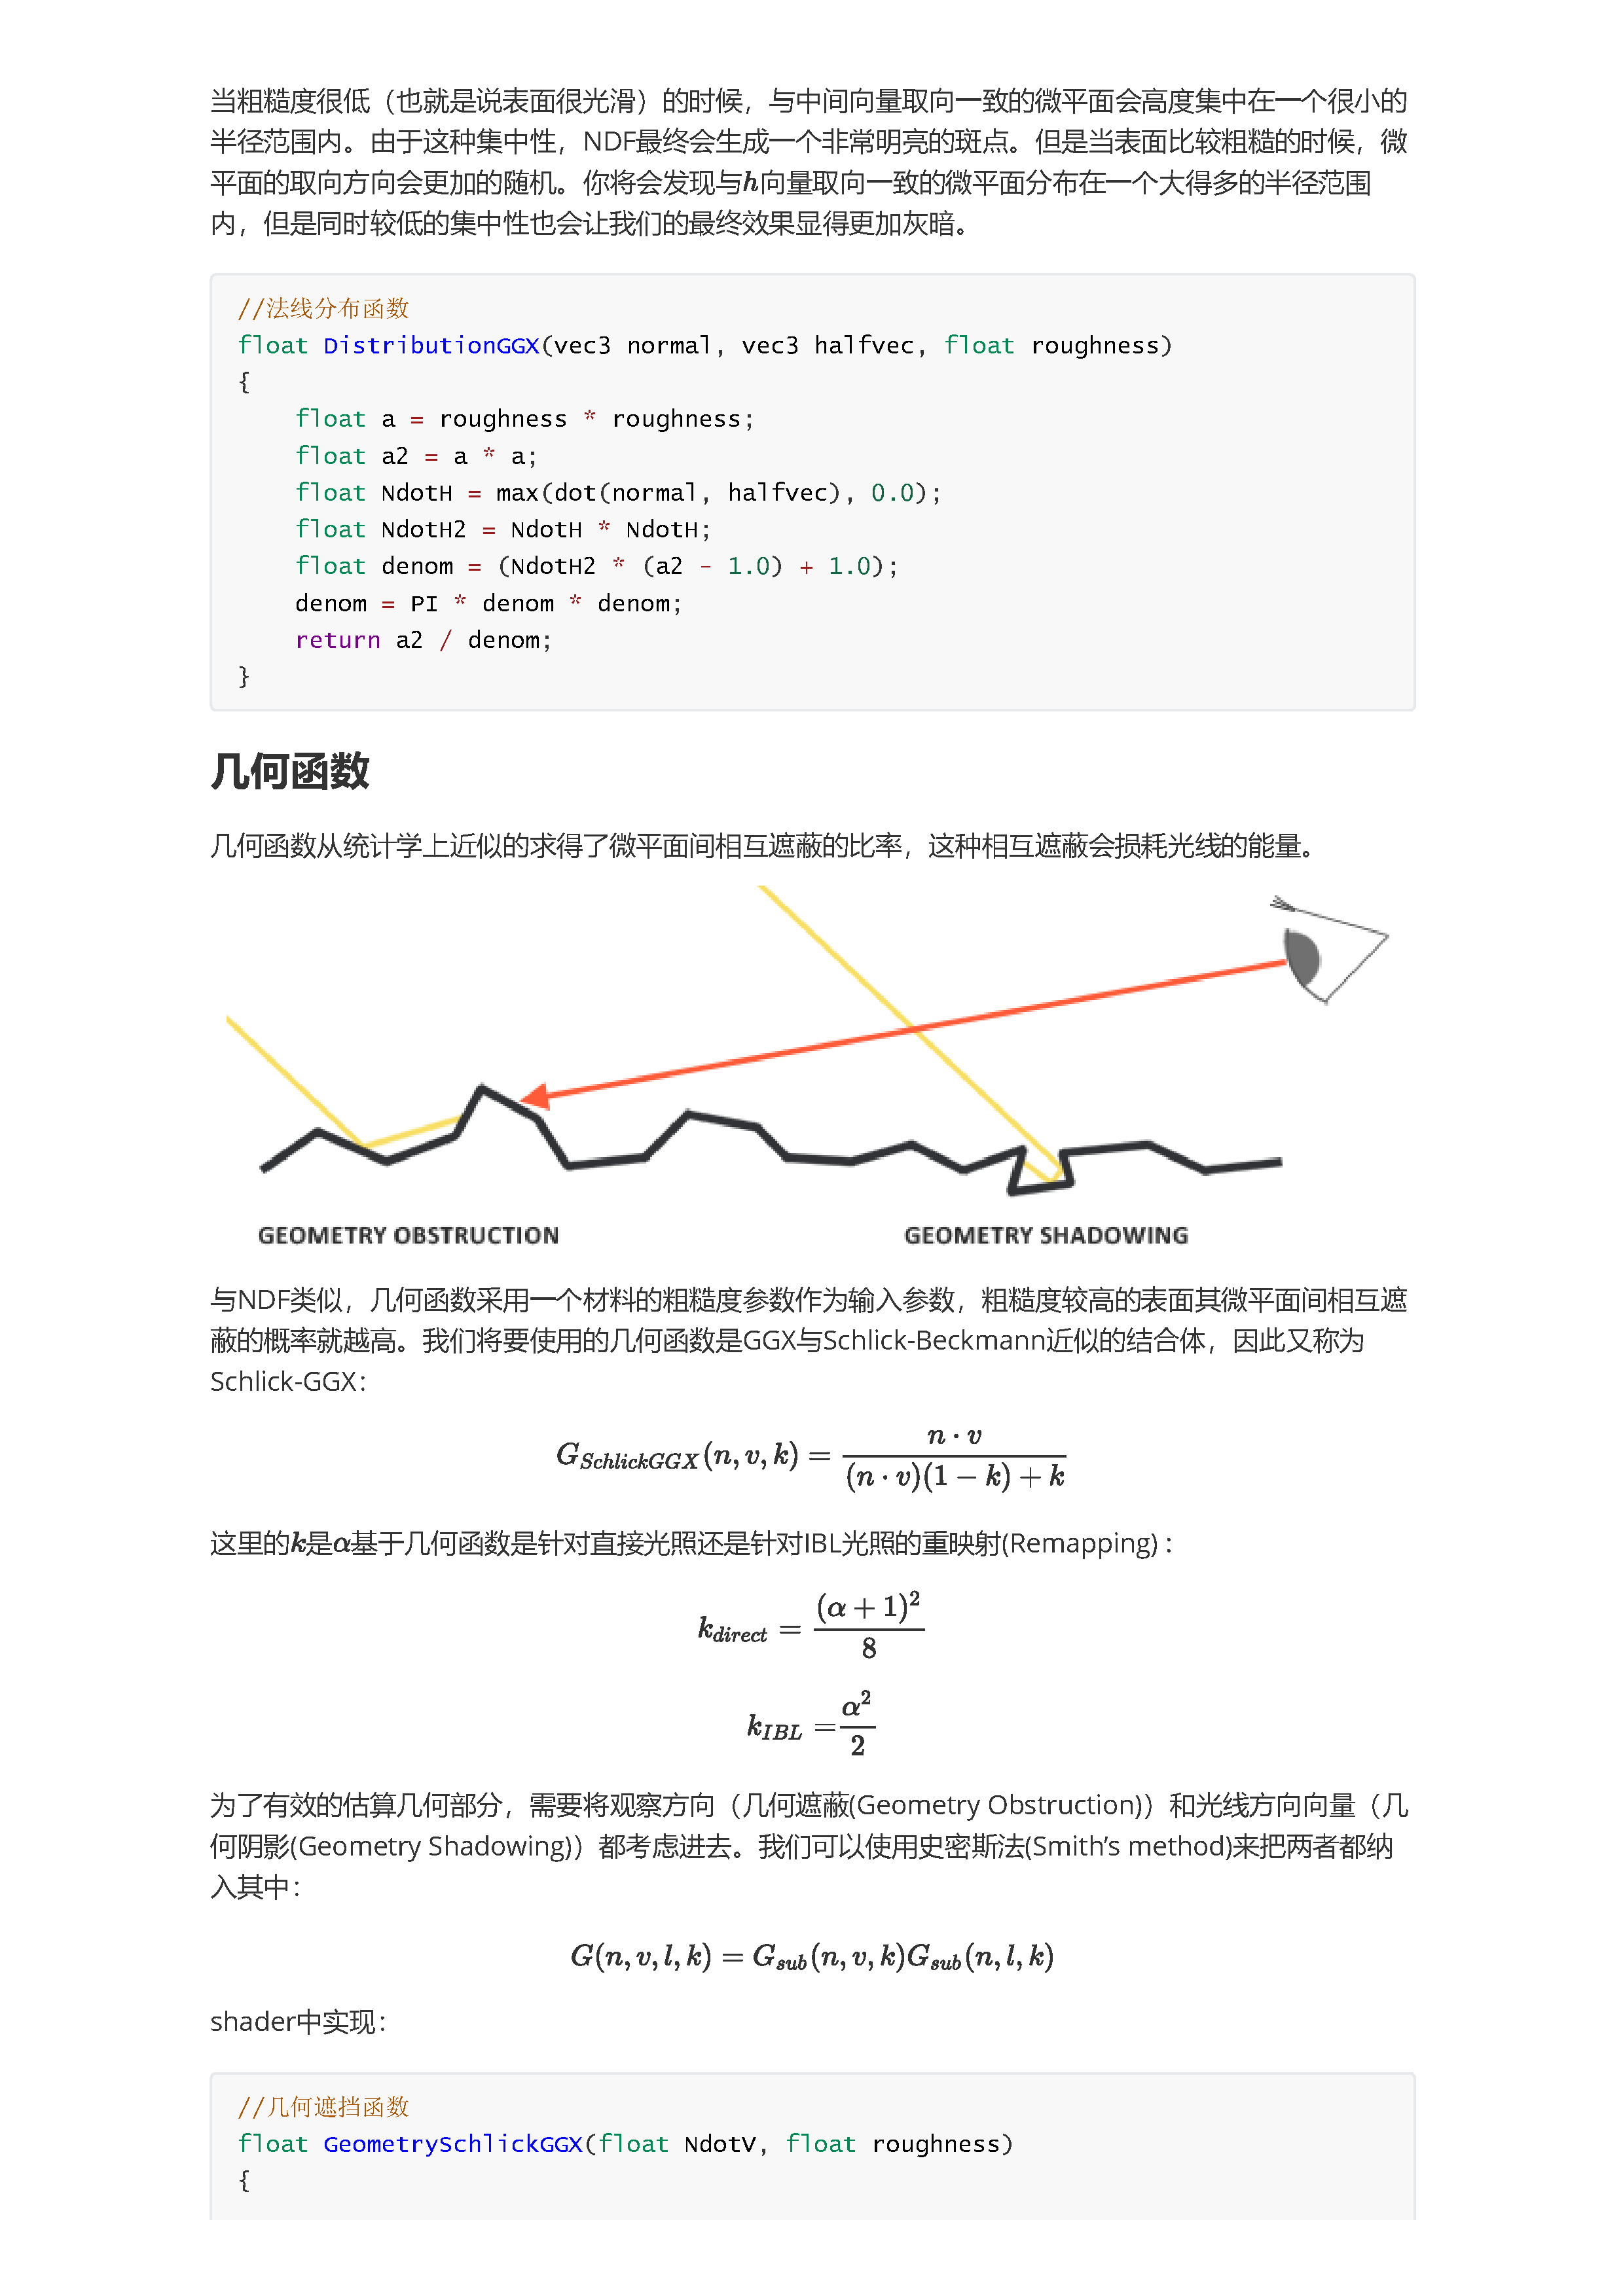 当粗糙度很低（也就是说表面很光滑）的时候，与中间向量取向一致的微平面会高度集中在一个很小的
半径范围内。由于这种集中性，NDF最终会生成一个非常明亮的斑点。但是当表面比较粗糙的时候，微
平面的取向方向会更加的随机。你将会发现与h向量取向一致的微平面分布在一个大得多的半径范围
内，但是同时较低的集中性也会让我们的最终效果显得更加灰暗。
//法线分布函数
float DistributionGGX(vec3 normal, vec3 halfvec, float roughness)
{
    float a = roughness * roughness;
    float a2 = a * a;
    float NdotH = max(dot(normal, halfvec), 0.0);
    float NdotH2 = NdotH * NdotH;
    float denom = (NdotH2 * (a2 - 1.0) + 1.0);
    denom = PI * denom * denom;
    return a2 / denom;
}
几何函数
几何函数从统计学上近似的求得了微平面间相互遮蔽的比率，这种相互遮蔽会损耗光线的能量。
GEOMETRY OBSTRUCTION GEOMETRY SHADOWING
与NDF类似，几何函数采用一个材料的粗糙度参数作为输入参数，粗糙度较高的表面其微平面间相互遮
蔽的概率就越高。我们将要使用的几何函数是GGX与Schlick-Beckmann近似的结合体，因此又称为
Schlick-GGX：
$G_{SchlickGGX}(n, v, k) = \frac{n \cdot v}{(n \cdot v)(1 - k) + k}$
这里的k是α基于几何函数是针对直接光照还是针对IBL光照的重映射(Remapping) :
$k_{direct} = \frac{(\alpha + 1)^2}{8}$
$k_{IBL} = \frac{\alpha^2}{2}$
为了有效的估算几何部分，需要将观察方向（几何遮蔽(Geometry Obstruction)）和光线方向向量（几
何阴影(Geometry Shadowing)）都考虑进去。我们可以使用史密斯法(Smith’s method)来把两者都纳
入其中：
$G(n, v, l, k) = G_{sub}(n, v, k) G_{sub}(n, l, k)$
shader中实现：
//几何遮挡函数
float GeometrySchlickGGX(float NdotV, float roughness)
{